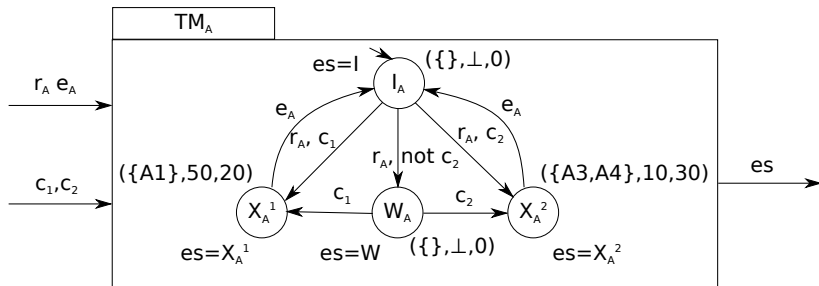 TM_A
es=I
({},⊥,0)
I_A
r_A e_A
e_A
e_A
r_A, c_1
r_A, c_2
r_A, not c_2
({A1},50,20)
({A3,A4},10,30)
c_1,c_2
es
c_1
c_2
X_A^1
W_A
X_A^2
es=X_A^1
es=W
({},⊥,0)
es=X_A^2